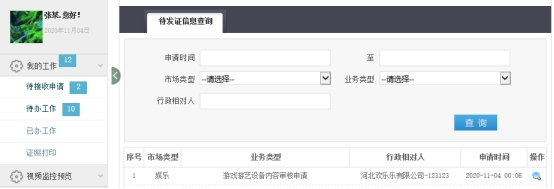 张某,您好!
2020年11月04日
我的工作 12
待接收申请 2
待办工作 10
已办工作
证照打印
视频监控预览
待发证信息查询
申请时间 至
市场类型 --请选择-- 业务类型 --请选择--
行政相对人
查 询
序号 市场类型 业务类型 行政相对人 申请时间 操作
1 娱乐 游戏游艺设备内容审核申请 河北欢乐乐有限公司-123123 2020-11-04 00:06